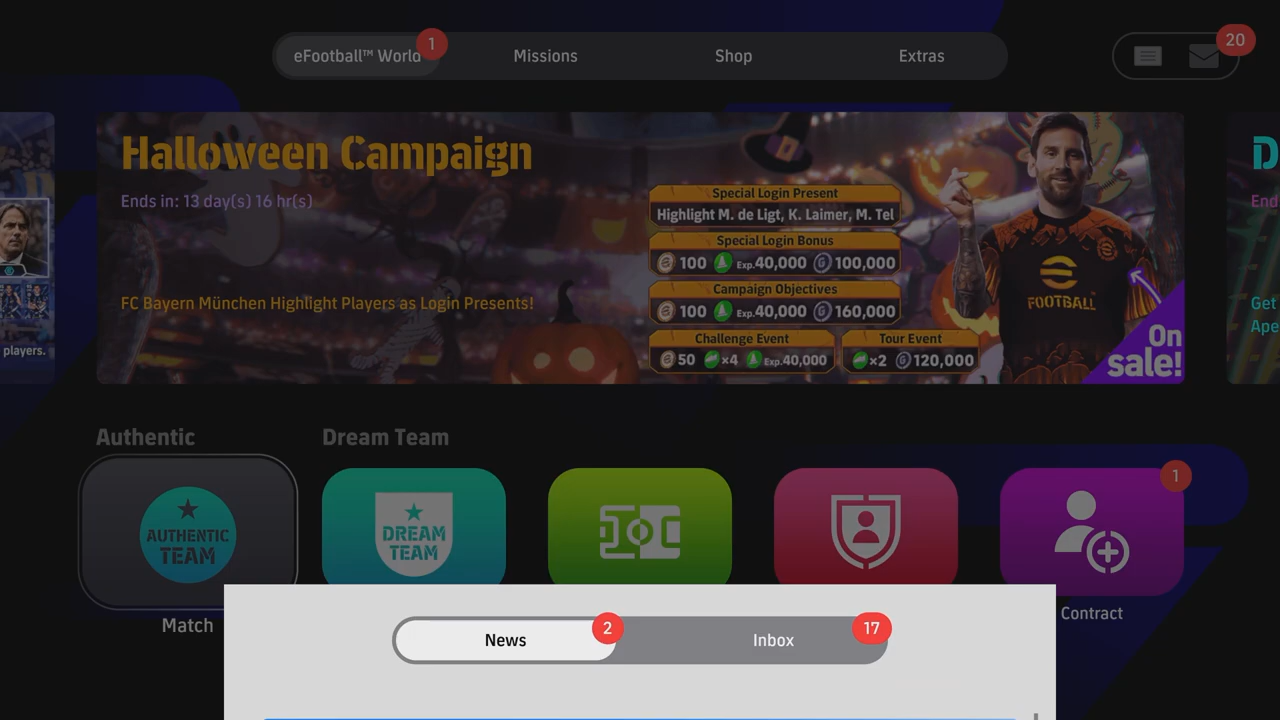 eFootball™ World
1
Missions
Shop
Extras
20
Halloween Campaign
Ends in: 13 day(s) 16 hr(s)
FC Bayern München Highlight Players as Login Presents!
Special Login Present
Highlight M. de Ligt, K. Laimer, M. Tel
Special Login Bonus
100 Exp.40,000 G 100,000
Campaign Objectives
100 Exp.40,000 G 160,000
Challenge Event
50 ×4 Exp.40,000
Tour Event
×2 G 120,000
FOOTBALL
On
sale!
players.
D
End
Get
Ape
Authentic
Dream Team
AUTHENTIC
TEAM
DREAM
TEAM
1
Match
Contract
News
2
Inbox
17